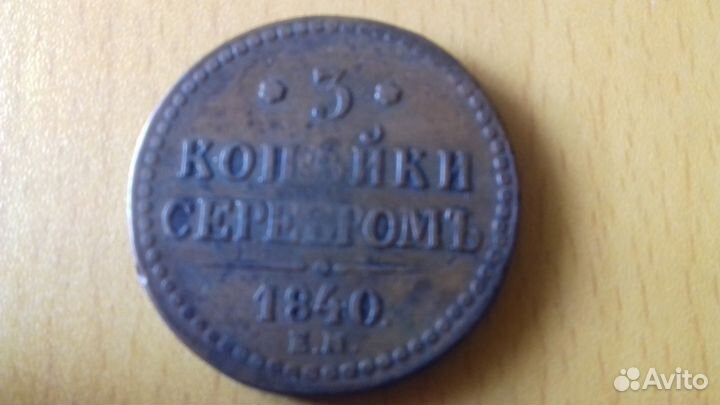 * 3 *
КОПѢЙКИ
СЕРЕБРОМЪ
1840.
Е.М.
Avito